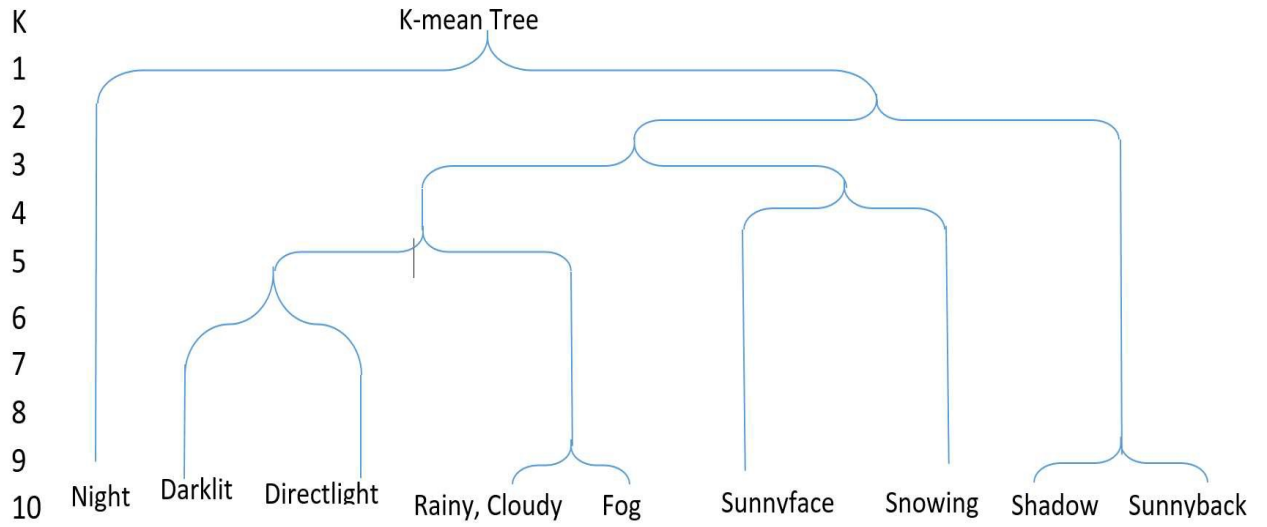 K
K-mean Tree
1
2
3
4
5
6
7
8
9
10
Night
Darklit
Directlight
Rainy, Cloudy
Fog
Sunnyface
Snowing
Shadow
Sunnyback